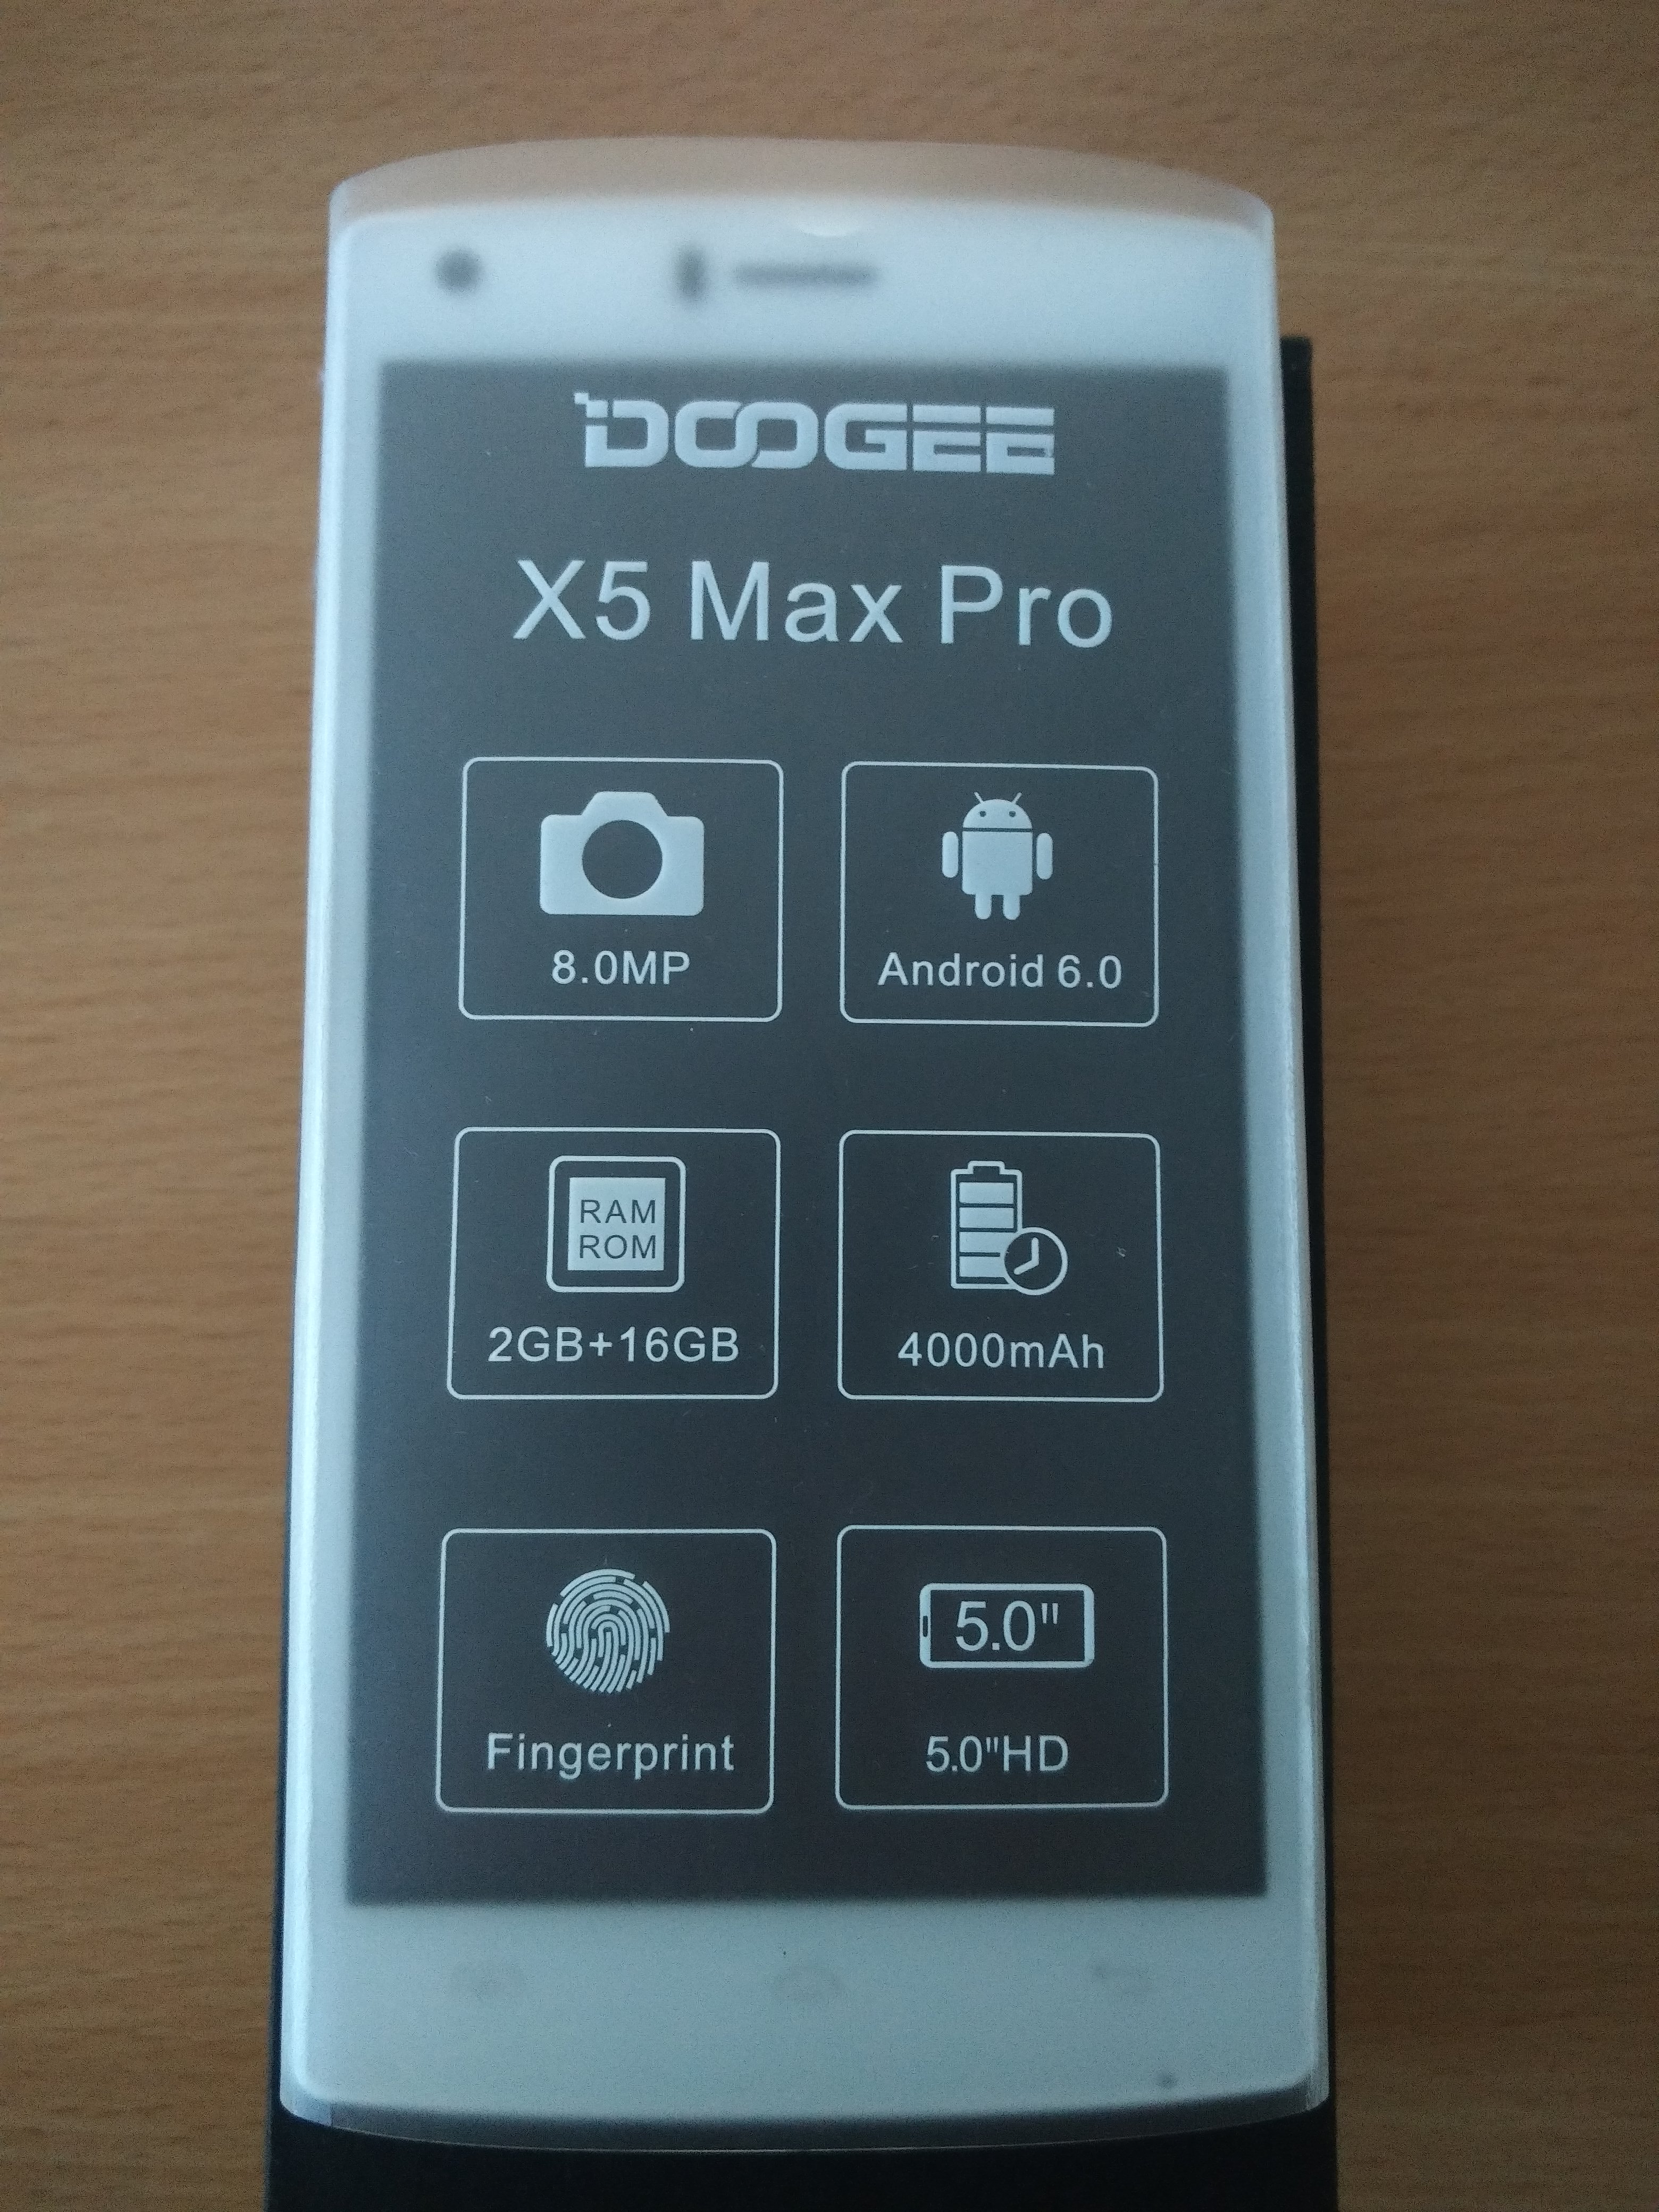 DOOGEE
X5 Max Pro
8.0MP
Android 6.0
RAM
ROM
2GB+16GB
4000mAh
Fingerprint
5.0"
5.0"HD